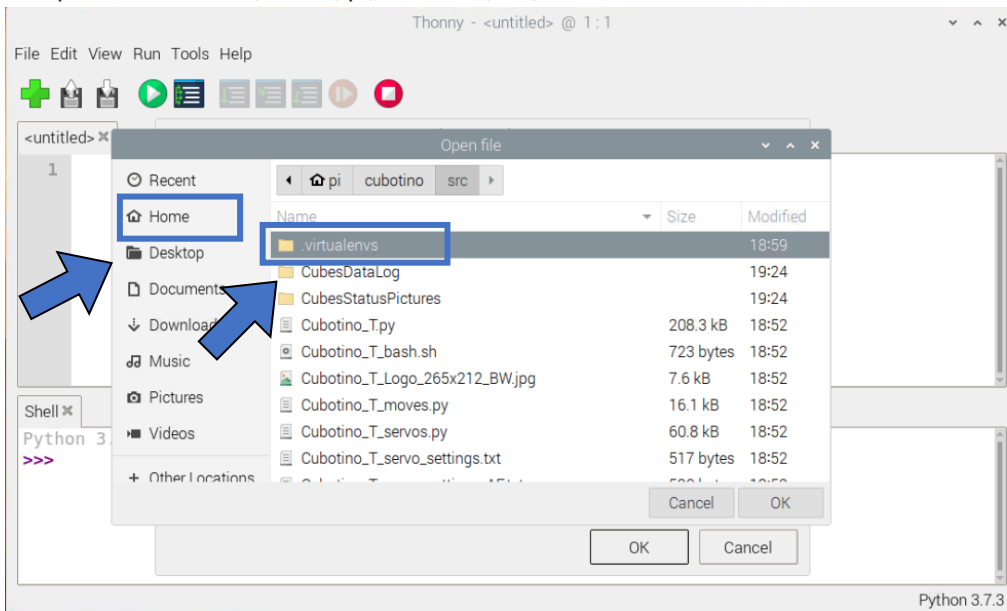 Thonny - <untitled> @ 1 : 1
File Edit View Run Tools Help
<untitled>
Open file
1
Recent
pi cubotino src
Home
Name Size Modified
.virtualenvs 18:59
Desktop
CubesDataLog 19:24
Documents
CubesStatusPictures 19:24
Download
Cubotino_T.py 208.3 kB 18:52
Cubotino_T_bash.sh 723 bytes 18:52
Music
Cubotino_T_Logo_265x212_BW.jpg 7.6 kB 18:52
Pictures
Cubotino_T_moves.py 16.1 kB 18:52
Shell
Videos
Cubotino_T_servos.py 60.8 kB 18:52
Python 3.
>>>
Cubotino_T_servo_settings.txt 517 bytes 18:52
+ Other Locations
Cancel OK
OK Cancel
Python 3.7.3